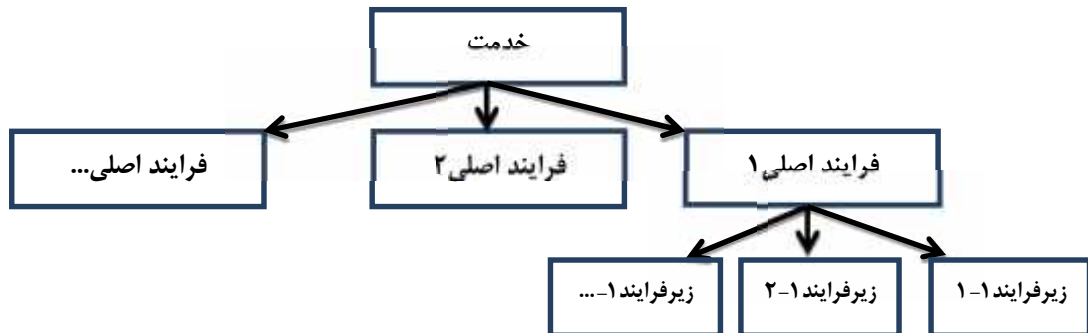 خدمت
فرایند اصلی۱
فرایند اصلی۲
فرایند اصلی...
زیرفرایند۱-۱
زیرفرایند۱-۲
زیرفرایند۱-...